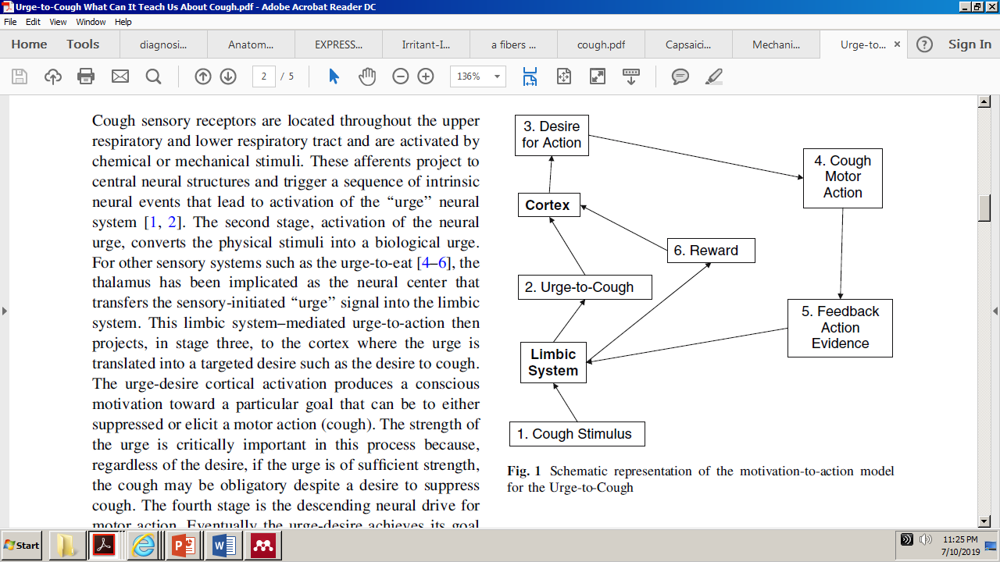 Urge-to-Cough What Can It Teach Us About Cough.pdf - Adobe Acrobat Reader DC
File Edit View Window Help
Home Tools diagnosi... Anatom... EXPRESS... Irritant-I... a fibers ... cough.pdf Capsaici... Mechani... Urge-to... × ? Sign In
2 / 5 136%
Cough sensory receptors are located throughout the upper
respiratory and lower respiratory tract and are activated by
chemical or mechanical stimuli. These afferents project to
central neural structures and trigger a sequence of intrinsic
neural events that lead to activation of the “urge” neural
system [1, 2]. The second stage, activation of the neural
urge, converts the physical stimuli into a biological urge.
For other sensory systems such as the urge-to-eat [4–6], the
thalamus has been implicated as the neural center that
transfers the sensory-initiated “urge” signal into the limbic
system. This limbic system–mediated urge-to-action then
projects, in stage three, to the cortex where the urge is
translated into a targeted desire such as the desire to cough.
The urge-desire cortical activation produces a conscious
motivation toward a particular goal that can be to either
suppressed or elicit a motor action (cough). The strength of
the urge is critically important in this process because,
regardless of the desire, if the urge is of sufficient strength,
the cough may be obligatory despite a desire to suppress
cough. The fourth stage is the descending neural drive for
motor action. Eventually the urge-desire achieves its goal
3. Desire
for Action
4. Cough
Motor
Action
Cortex
6. Reward
2. Urge-to-Cough
5. Feedback
Action
Evidence
Limbic
System
1. Cough Stimulus
Fig. 1 Schematic representation of the motivation-to-action model
for the Urge-to-Cough
Start
11:25 PM
7/10/2019